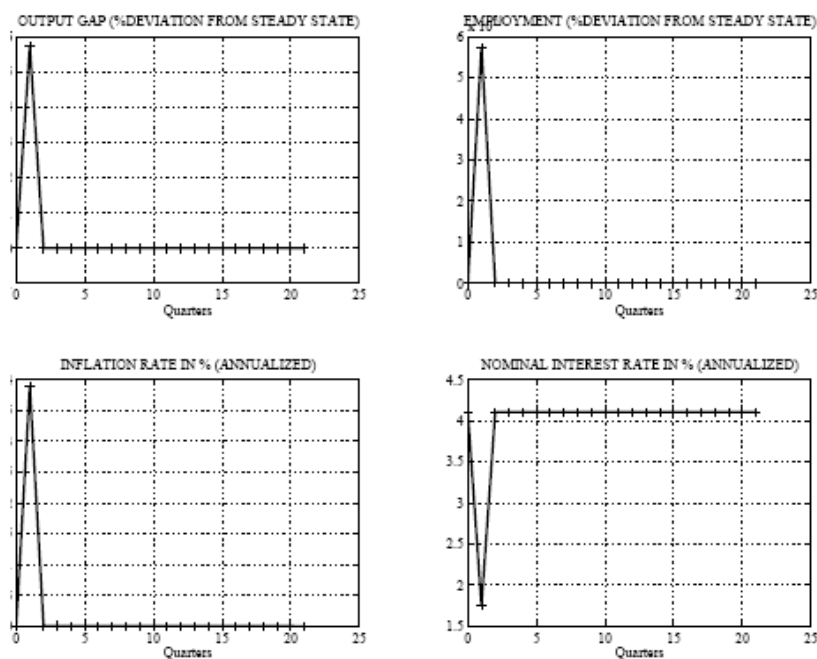 OUTPUT GAP (%DEVIATION FROM STEADY STATE)
0 5 10 15 20 25
Quarters
EMPLOYMENT (%DEVIATION FROM STEADY STATE)
x 10
6
5
4
3
2
1
0
0 5 10 15 20 25
Quarters
INFLATION RATE IN % (ANNUALIZED)
0 5 10 15 20 25
Quarters
NOMINAL INTEREST RATE IN % (ANNUALIZED)
4.5
4
3.5
3
2.5
2
1.5
0 5 10 15 20 25
Quarters